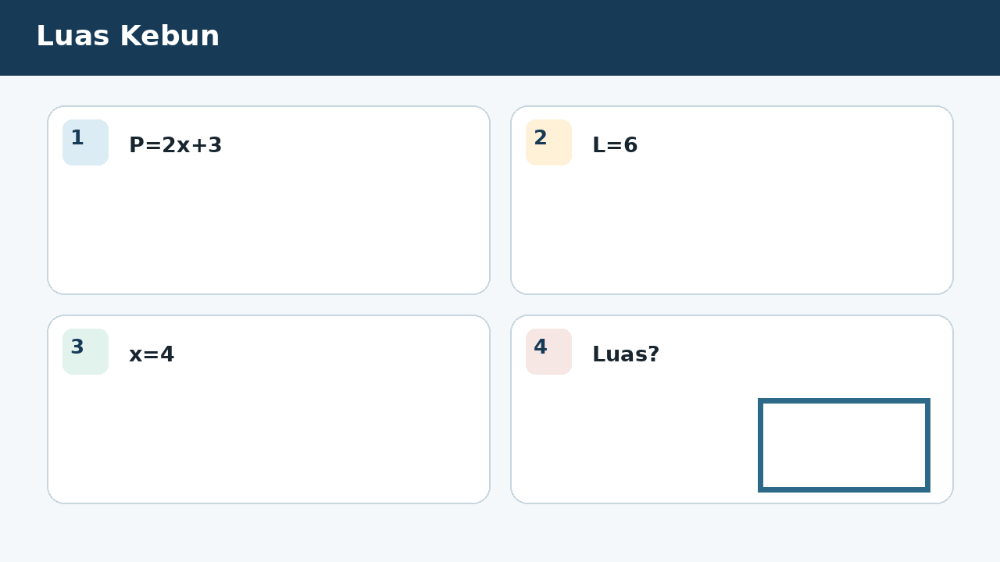 Luas Kebun
1
P=2x+3
2
L=6
3
x=4
4
Luas?